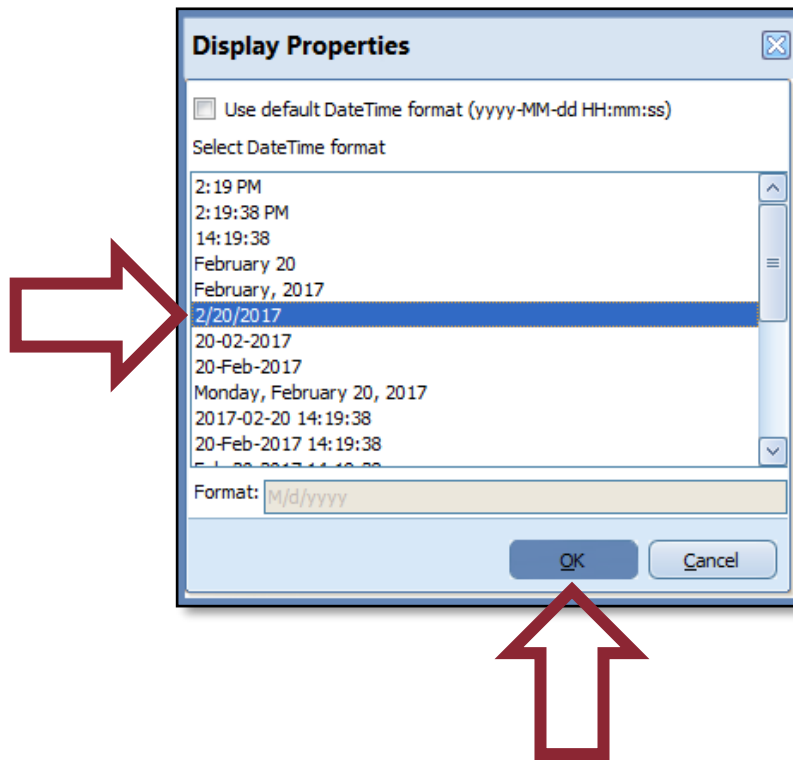 Display Properties
Use default DateTime format (yyyy-MM-dd HH:mm:ss)
Select DateTime format
2:19 PM
2:19:38 PM
14:19:38
February 20
February, 2017
2/20/2017
20-02-2017
20-Feb-2017
Monday, February 20, 2017
2017-02-20 14:19:38
20-Feb-2017 14:19:38
Format: M/d/yyyy
OK Cancel